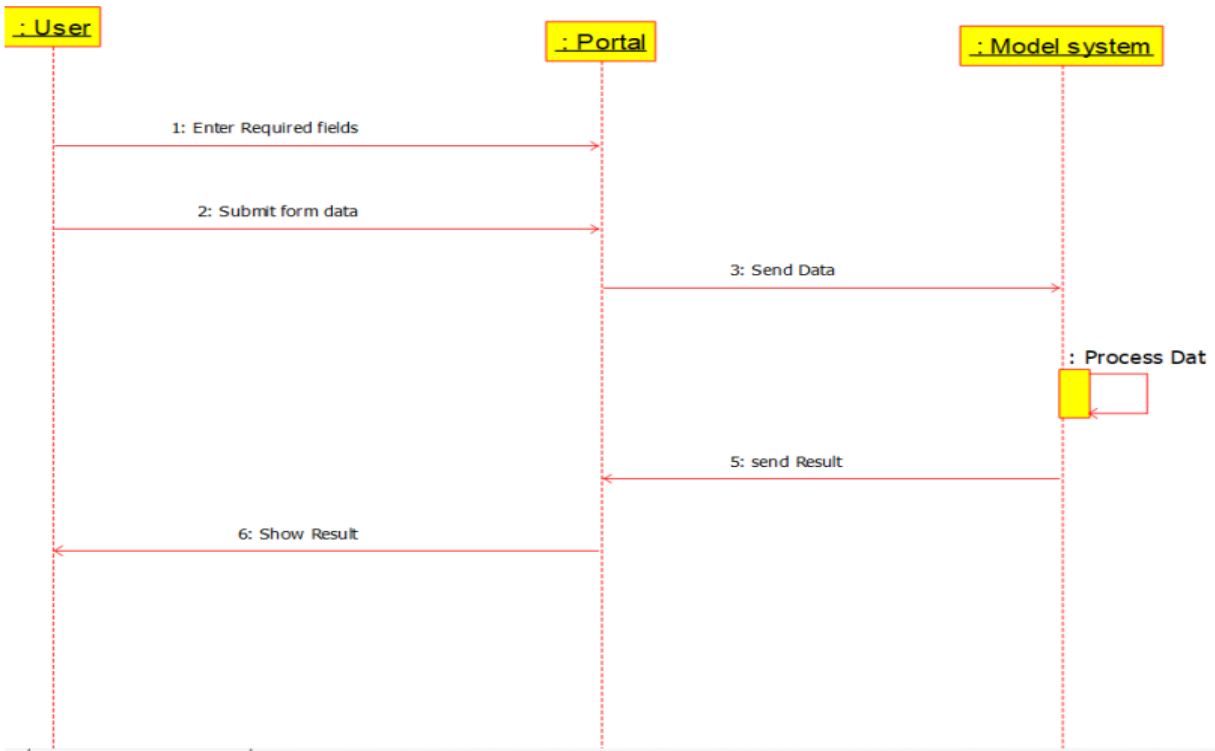 : User
: Portal
: Model system
1: Enter Required fields
2: Submit form data
3: Send Data
: Process Dat
5: send Result
6: Show Result